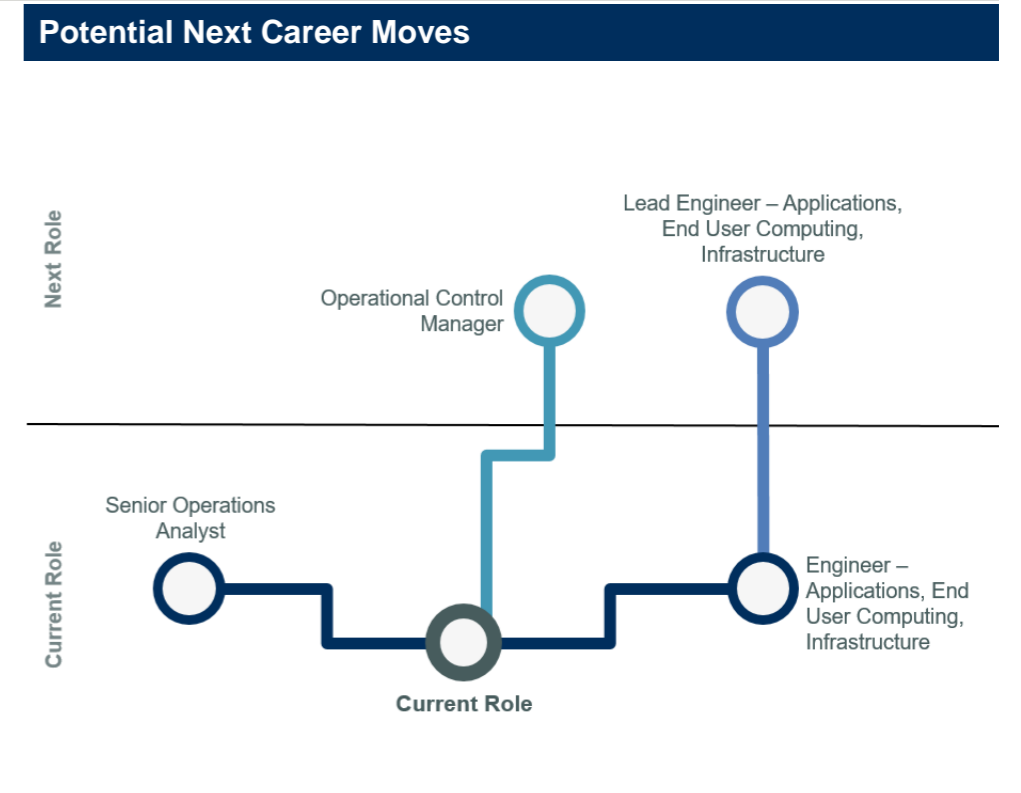 Potential Next Career Moves
Next Role
Lead Engineer – Applications,
End User Computing,
Infrastructure
Operational Control
Manager
Current Role
Senior Operations
Analyst
Engineer –
Applications, End
User Computing,
Infrastructure
Current Role